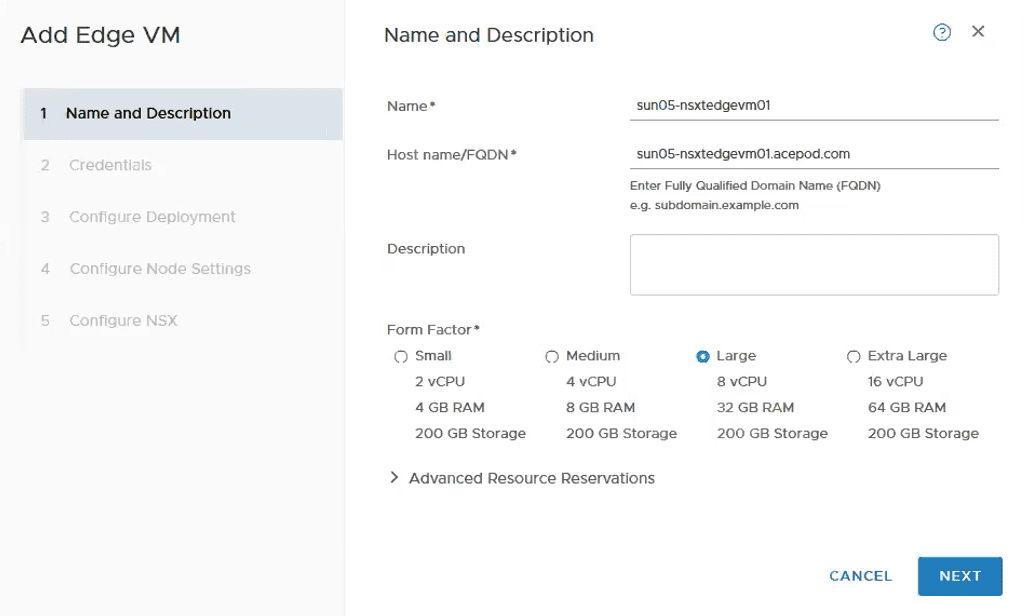 Add Edge VM
1 Name and Description
2 Credentials
3 Configure Deployment
4 Configure Node Settings
5 Configure NSX
Name and Description
?
Name* sun05-nsxtedgevm01
Host name/FQDN* sun05-nsxtedgevm01.acepod.com
Enter Fully Qualified Domain Name (FQDN)
e.g. subdomain.example.com
Description
Form Factor*
Small Medium Large Extra Large
2 vCPU 4 vCPU 8 vCPU 16 vCPU
4 GB RAM 8 GB RAM 32 GB RAM 64 GB RAM
200 GB Storage 200 GB Storage 200 GB Storage 200 GB Storage
Advanced Resource Reservations
CANCEL NEXT